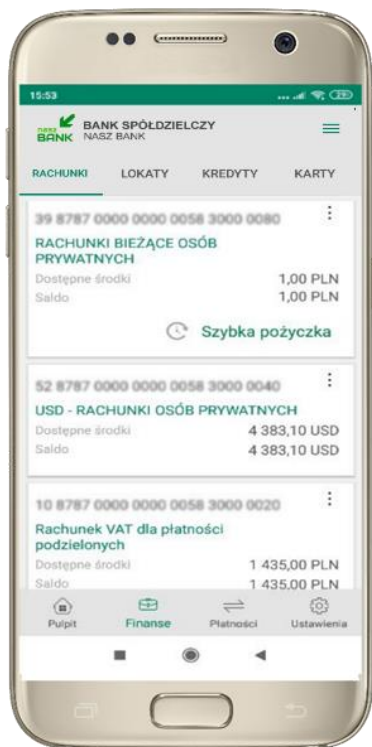 15:53
nasz BANK
BANK SPÓŁDZIELCZY
NASZ BANK
RACHUNKI LOKATY KREDYTY KARTY
39 8787 0000 0000 0058 3000 0080
RACHUNKI BIEŻĄCE OSÓB
PRYWATNYCH
Dostępne środki 1,00 PLN
Saldo 1,00 PLN
Szybka pożyczka
52 8787 0000 0000 0058 3000 0040
USD - RACHUNKI OSÓB PRYWATNYCH
Dostępne środki 4 383,10 USD
Saldo 4 383,10 USD
10 8787 0000 0000 0058 3000 0020
Rachunek VAT dla płatności
podzielonych
Dostępne środki 1 435,00 PLN
Saldo 1 435,00 PLN
Pulpit Finanse Płatności Ustawienia